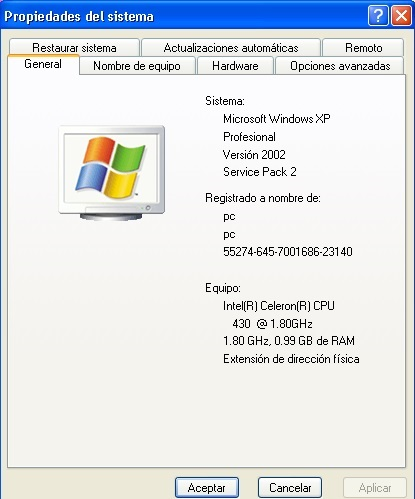 Propiedades del sistema
Restaurar sistema Actualizaciones automáticas Remoto
General Nombre de equipo Hardware Opciones avanzadas
Sistema:
Microsoft Windows XP
Profesional
Versión 2002
Service Pack 2
Registrado a nombre de:
pc
pc
55274-645-7001686-23140
Equipo:
Intel(R) Celeron(R) CPU
430 @ 1.80GHz
1.80 GHz, 0.99 GB de RAM
Extensión de dirección física
Aceptar Cancelar Aplicar